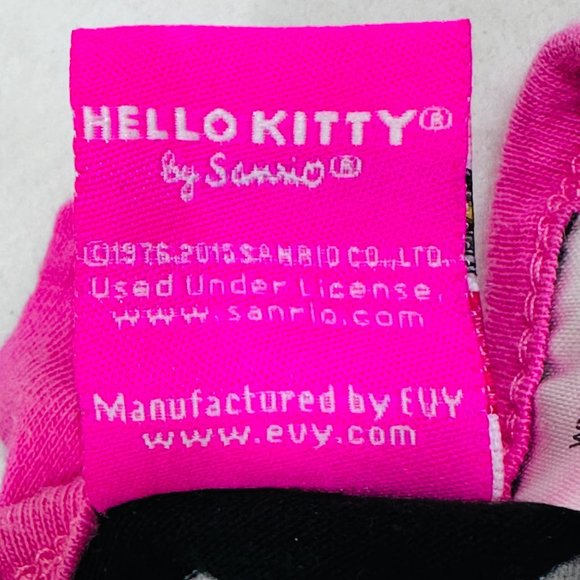 HELLO KITTY®
by Sanrio®
©1976, 2015 SANRIO CO., LTD.
Used Under License.
www.sanrio.com
Manufactured by EVY
www.evy.com